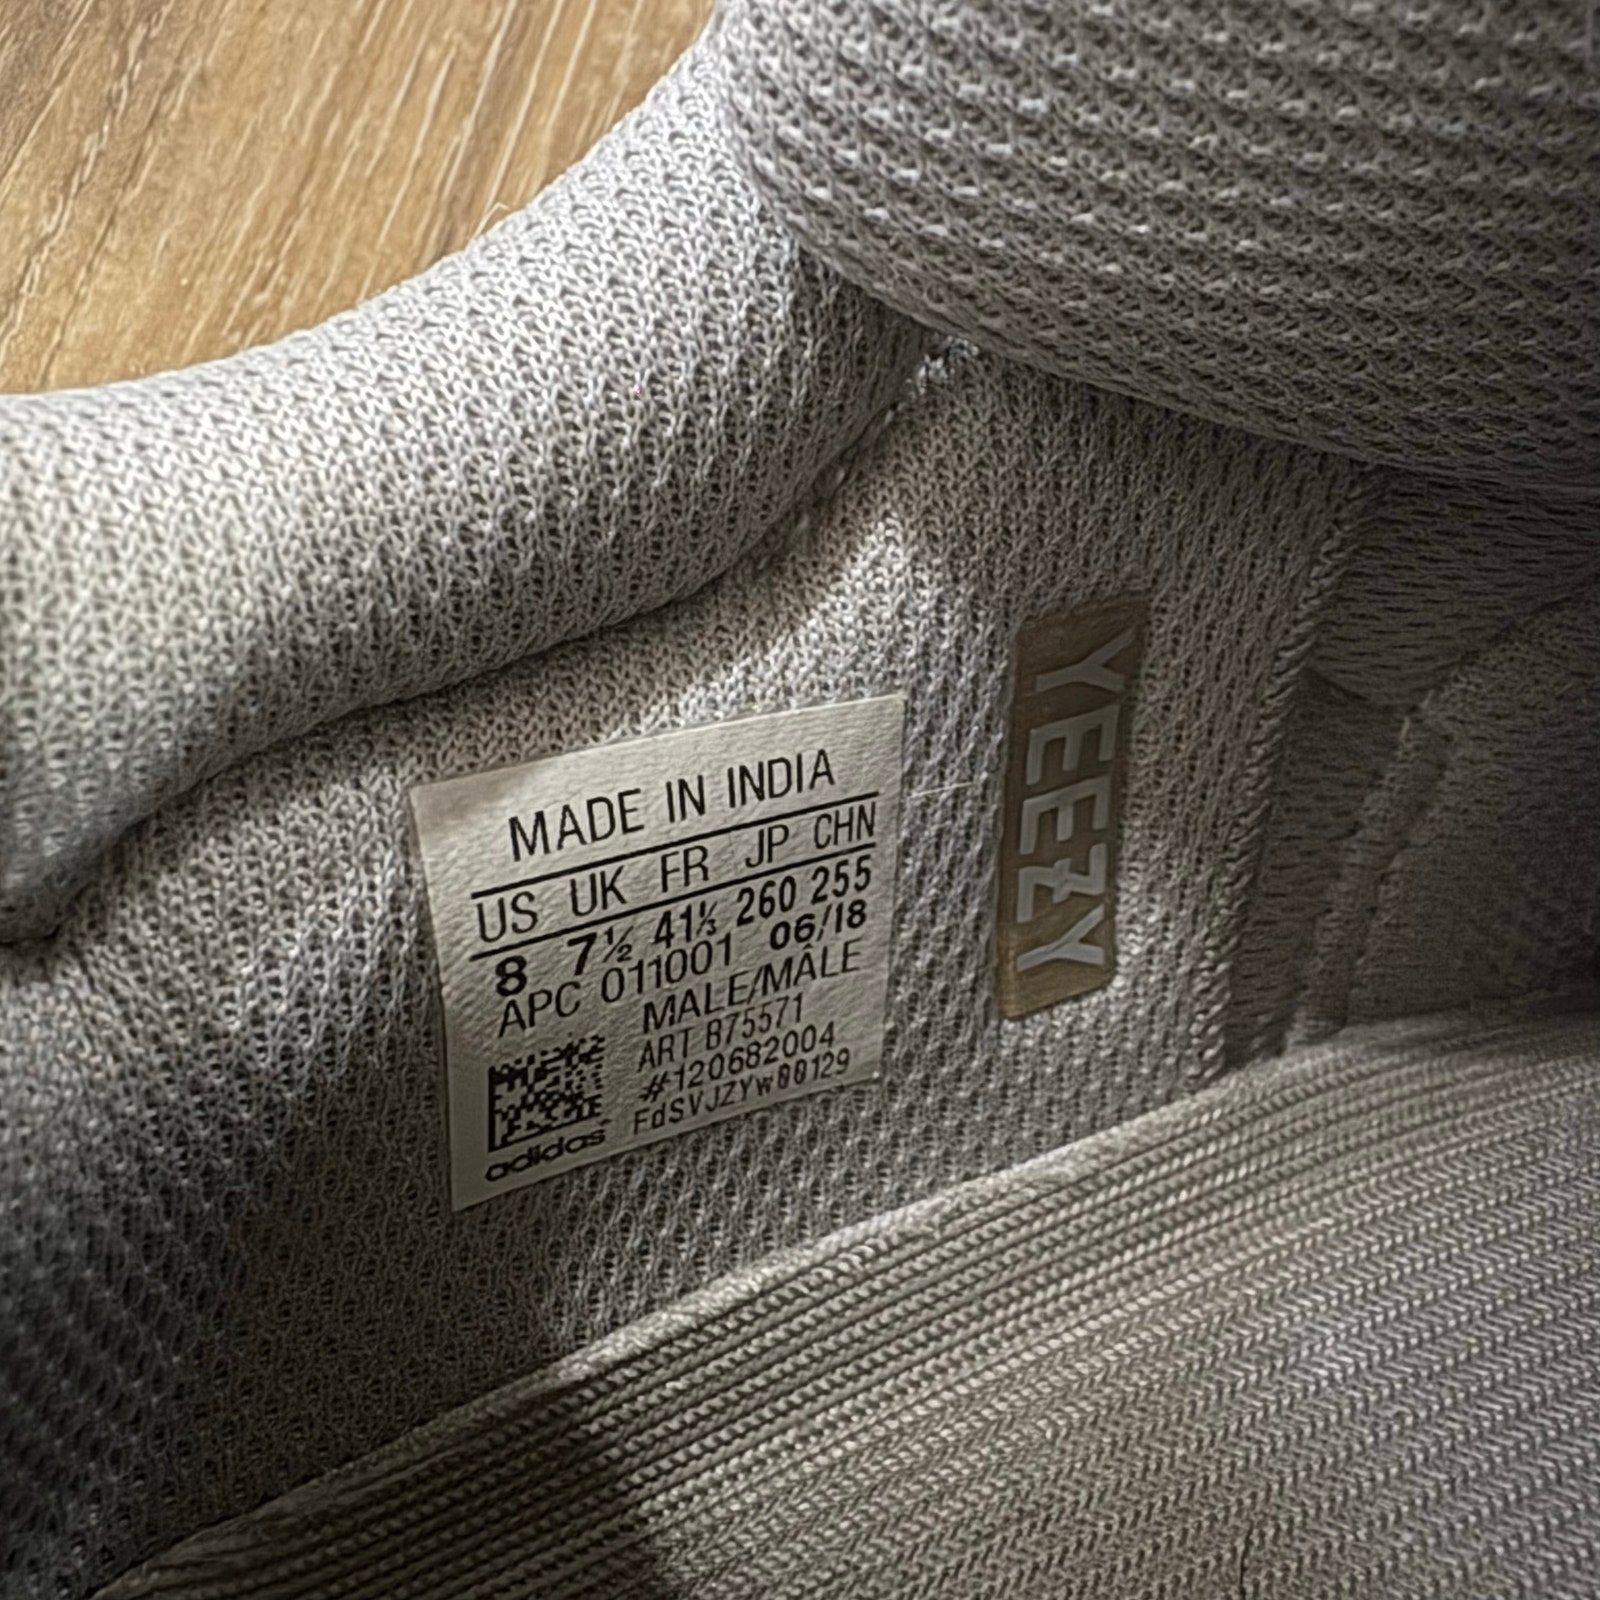 MADE IN INDIA
US UK FR JP CHN
8 7½ 41⅓ 260 255
APC 011001 06/18
MALE/MÂLE
ART B75571
#120682004
FdSVJZYW00129
adidas
YEEZY